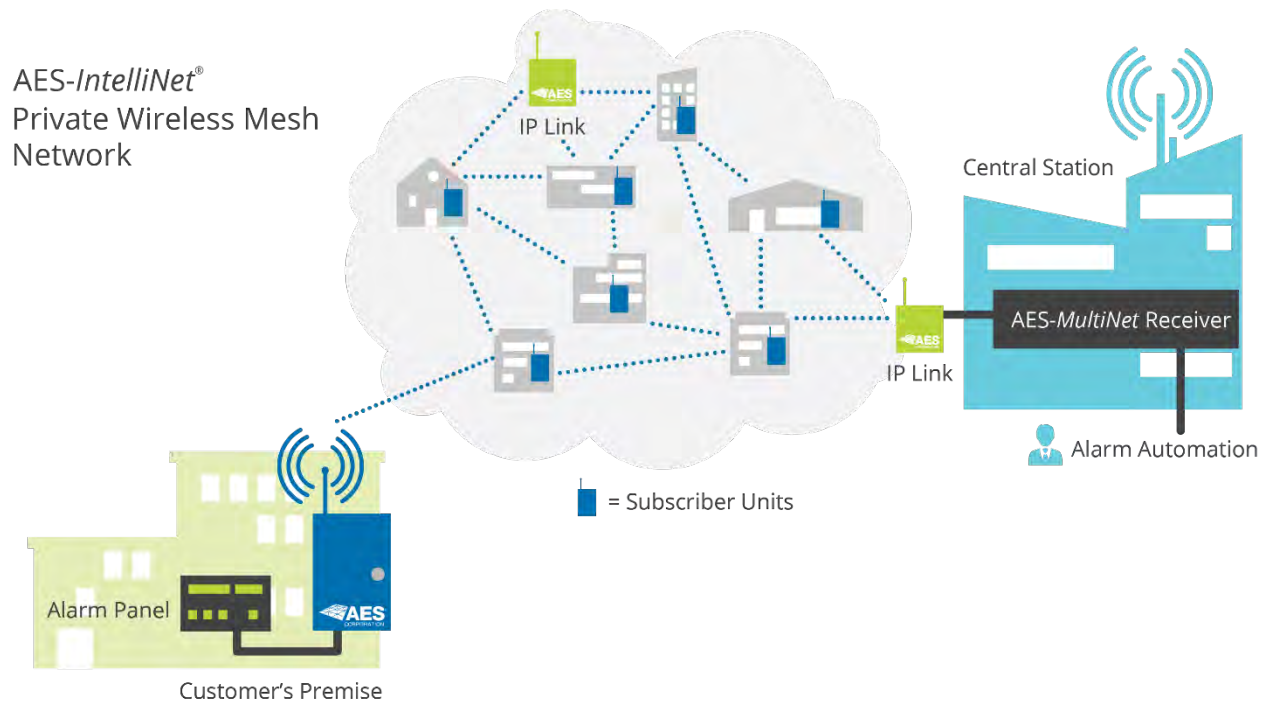 AES-IntelliNet®
Private Wireless Mesh
Network
AES
IP Link
Central Station
AES-MultiNet Receiver
AES
IP Link
Alarm Automation
= Subscriber Units
Alarm Panel
AES
CORPORATION
Customer's Premise